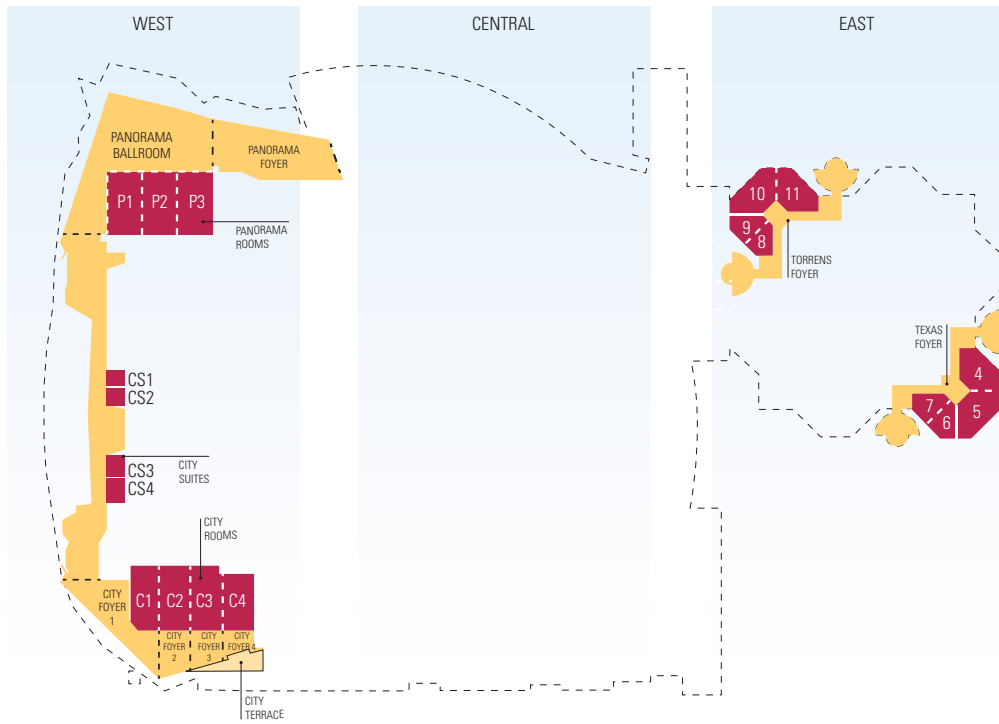 WEST
CENTRAL
EAST
PANORAMA
BALLROOM
PANORAMA
FOYER
P1
P2
P3
PANORAMA
ROOMS
10
11
9
8
TORRENS
FOYER
TEXAS
FOYER
4
5
7
6
CS1
CS2
CS3
CS4
CITY
SUITES
CITY
ROOMS
C1
C2
C3
C4
CITY
FOYER
1
CITY
FOYER
2
CITY
FOYER
3
CITY
FOYER 4
CITY
TERRACE